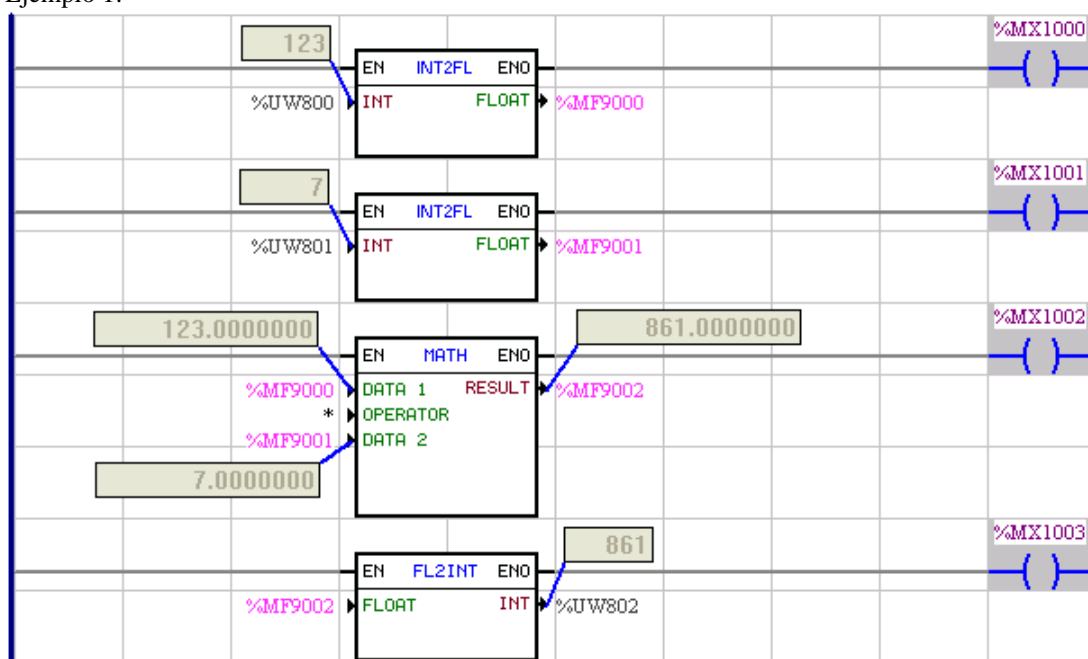 Ejemplo 1:
%MX1000
123
EN INT2FL ENO
%UW800 INT FLOAT %MF9000
%MX1001
7
EN INT2FL ENO
%UW801 INT FLOAT %MF9001
%MX1002
123.0000000 861.0000000
EN MATH ENO
%MF9000 DATA 1 RESULT %MF9002
* OPERATOR
%MF9001 DATA 2
7.0000000
%MX1003
861
EN FL2INT ENO
%MF9002 FLOAT INT %UW802